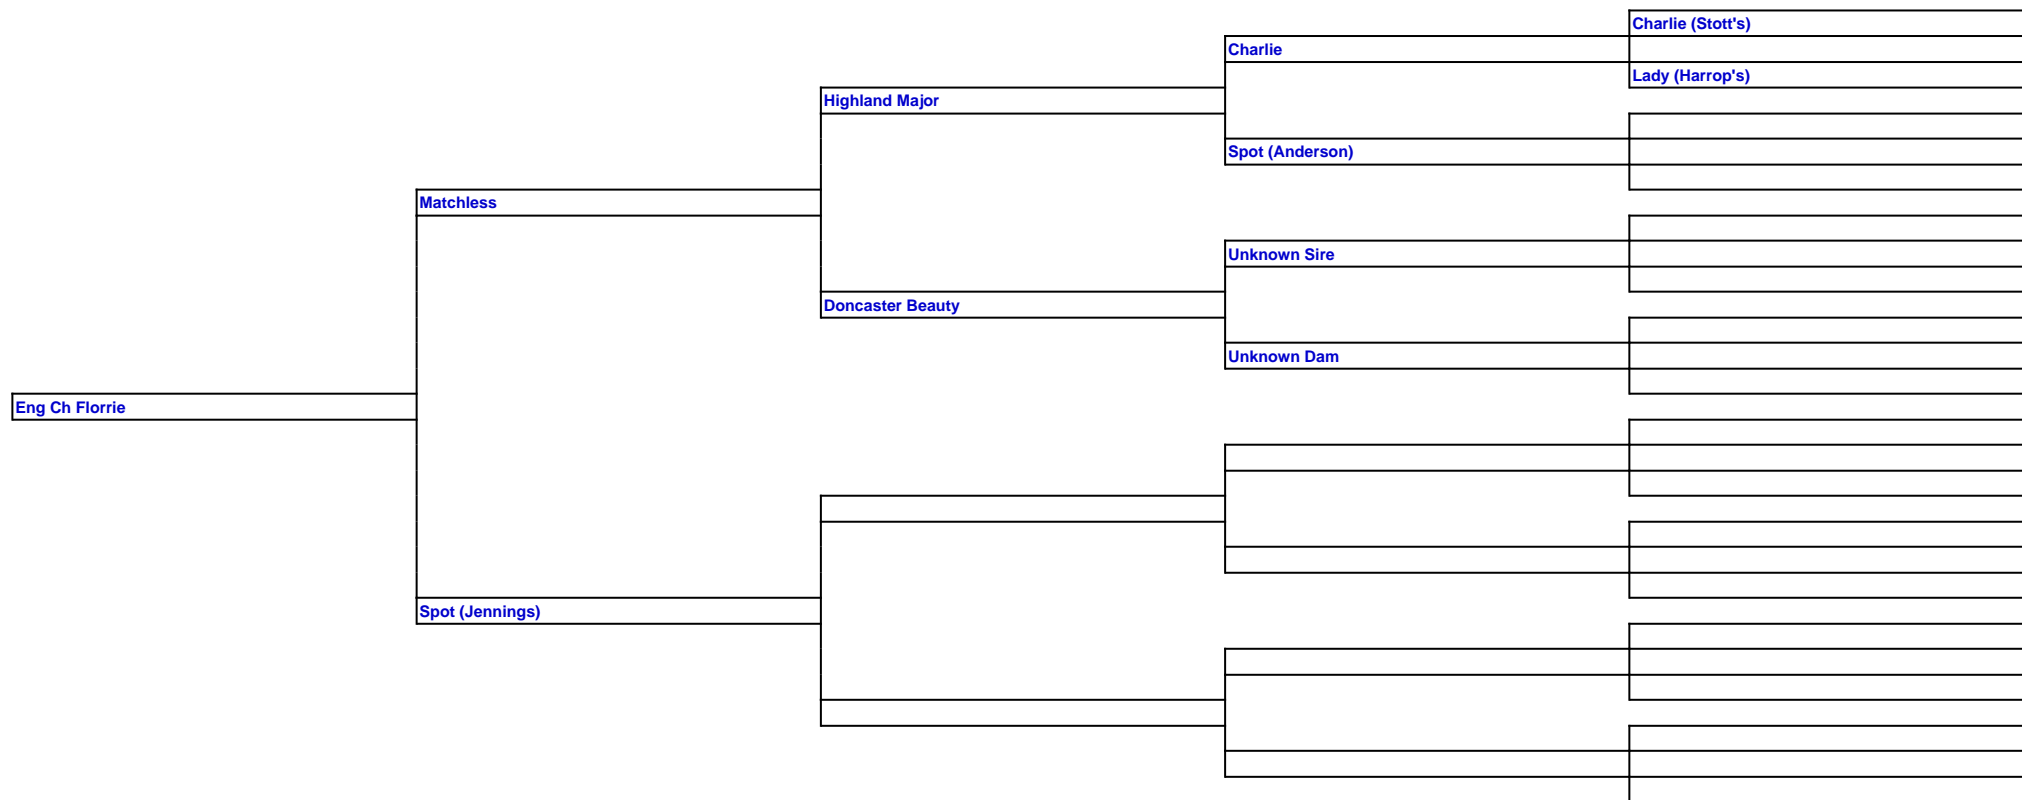 Charlie (Stott's)
Charlie
Lady (Harrop's)
Highland Major
Spot (Anderson)
Matchless
Unknown Sire
Doncaster Beauty
Unknown Dam
Eng Ch Florrie
Spot (Jennings)